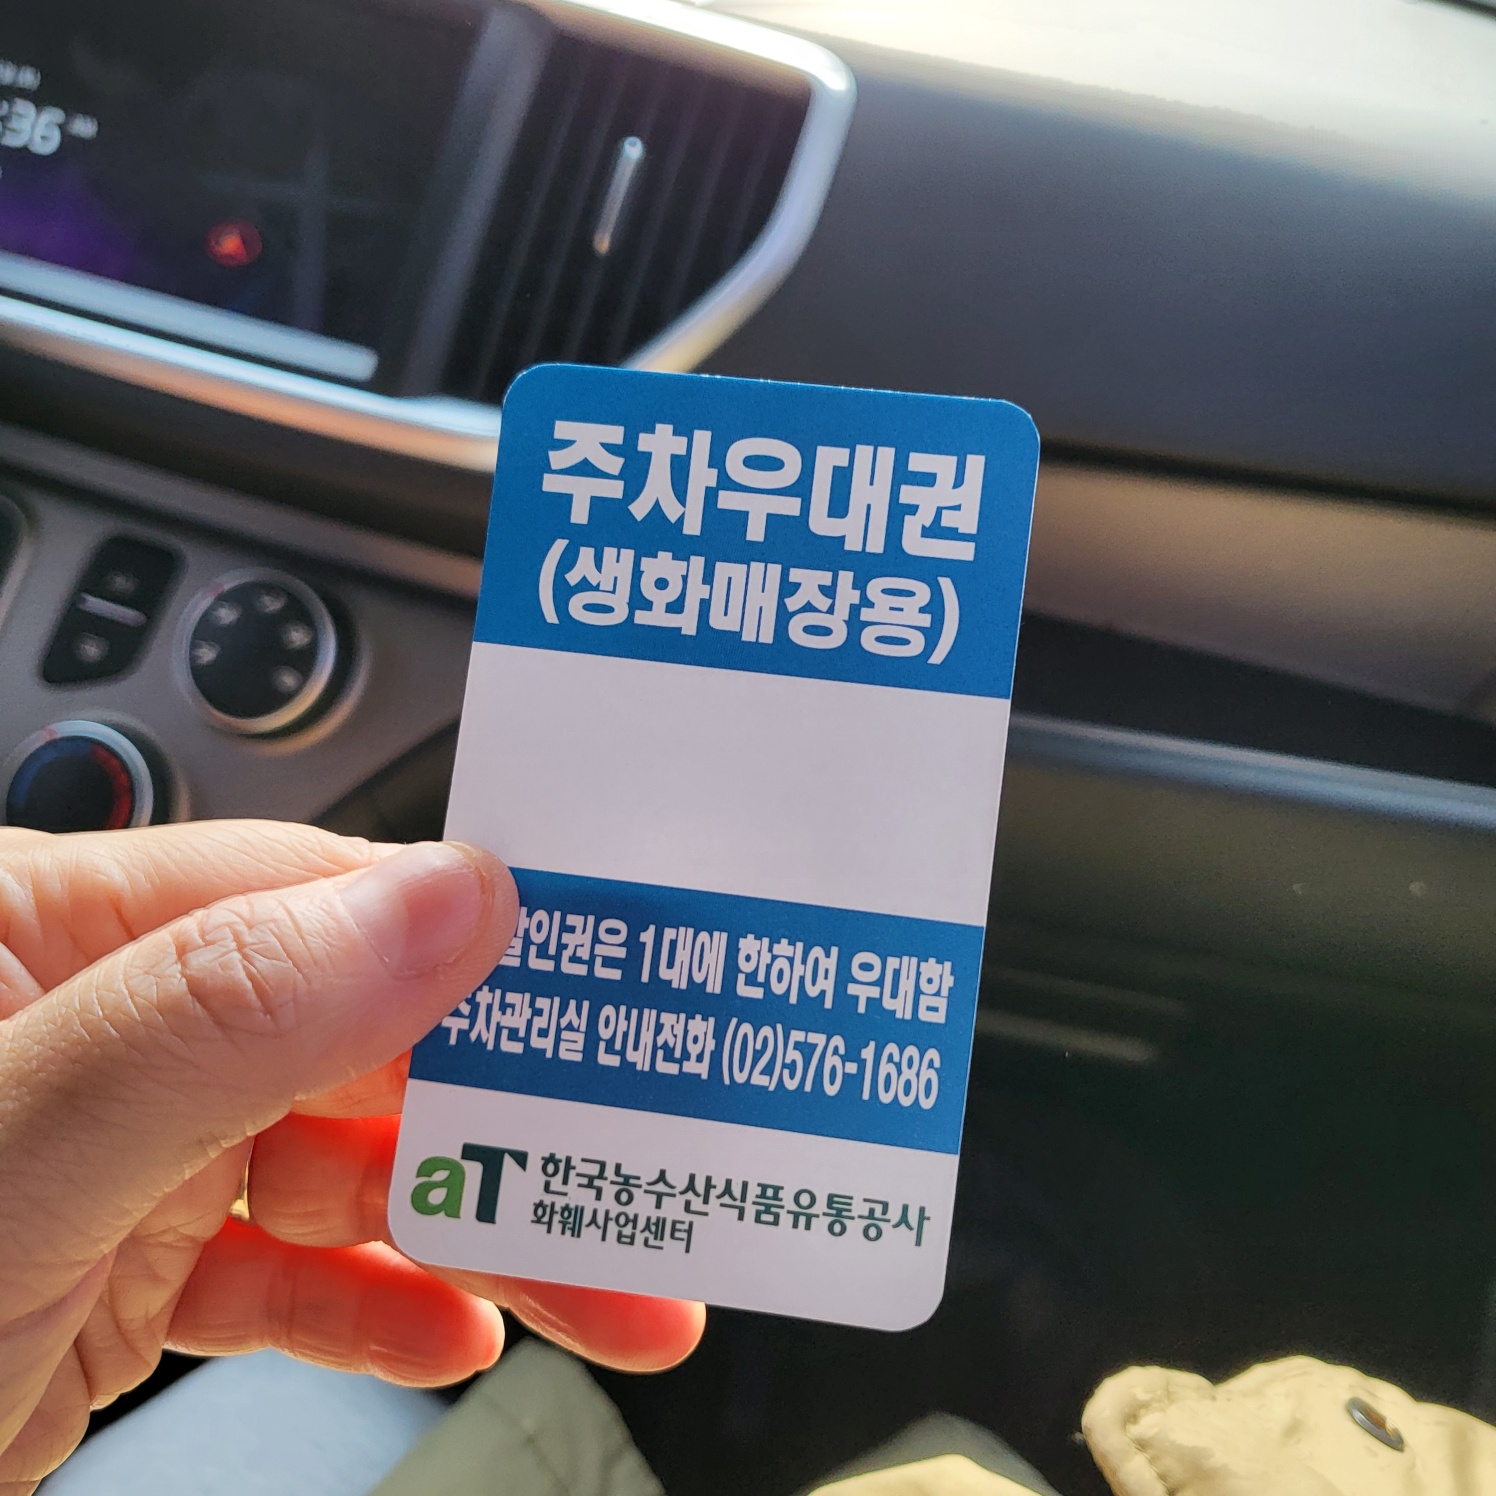 주차우대권
(생화매장용)
할인권은 1대에 한하여 우대함
주차관리실 안내전화 (02)576-1686
aT 한국농수산식품유통공사
화훼사업센터
:36